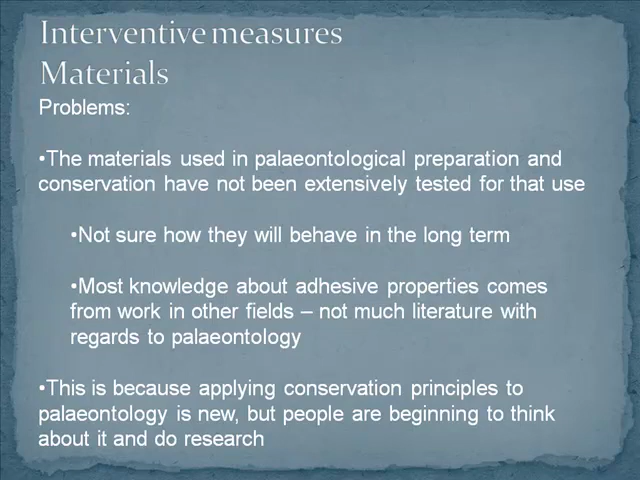 Interventive measures
Materials
Problems:
•The materials used in palaeontological preparation and
conservation have not been extensively tested for that use
•Not sure how they will behave in the long term
•Most knowledge about adhesive properties comes
from work in other fields – not much literature with
regards to palaeontology
•This is because applying conservation principles to
palaeontology is new, but people are beginning to think
about it and do research